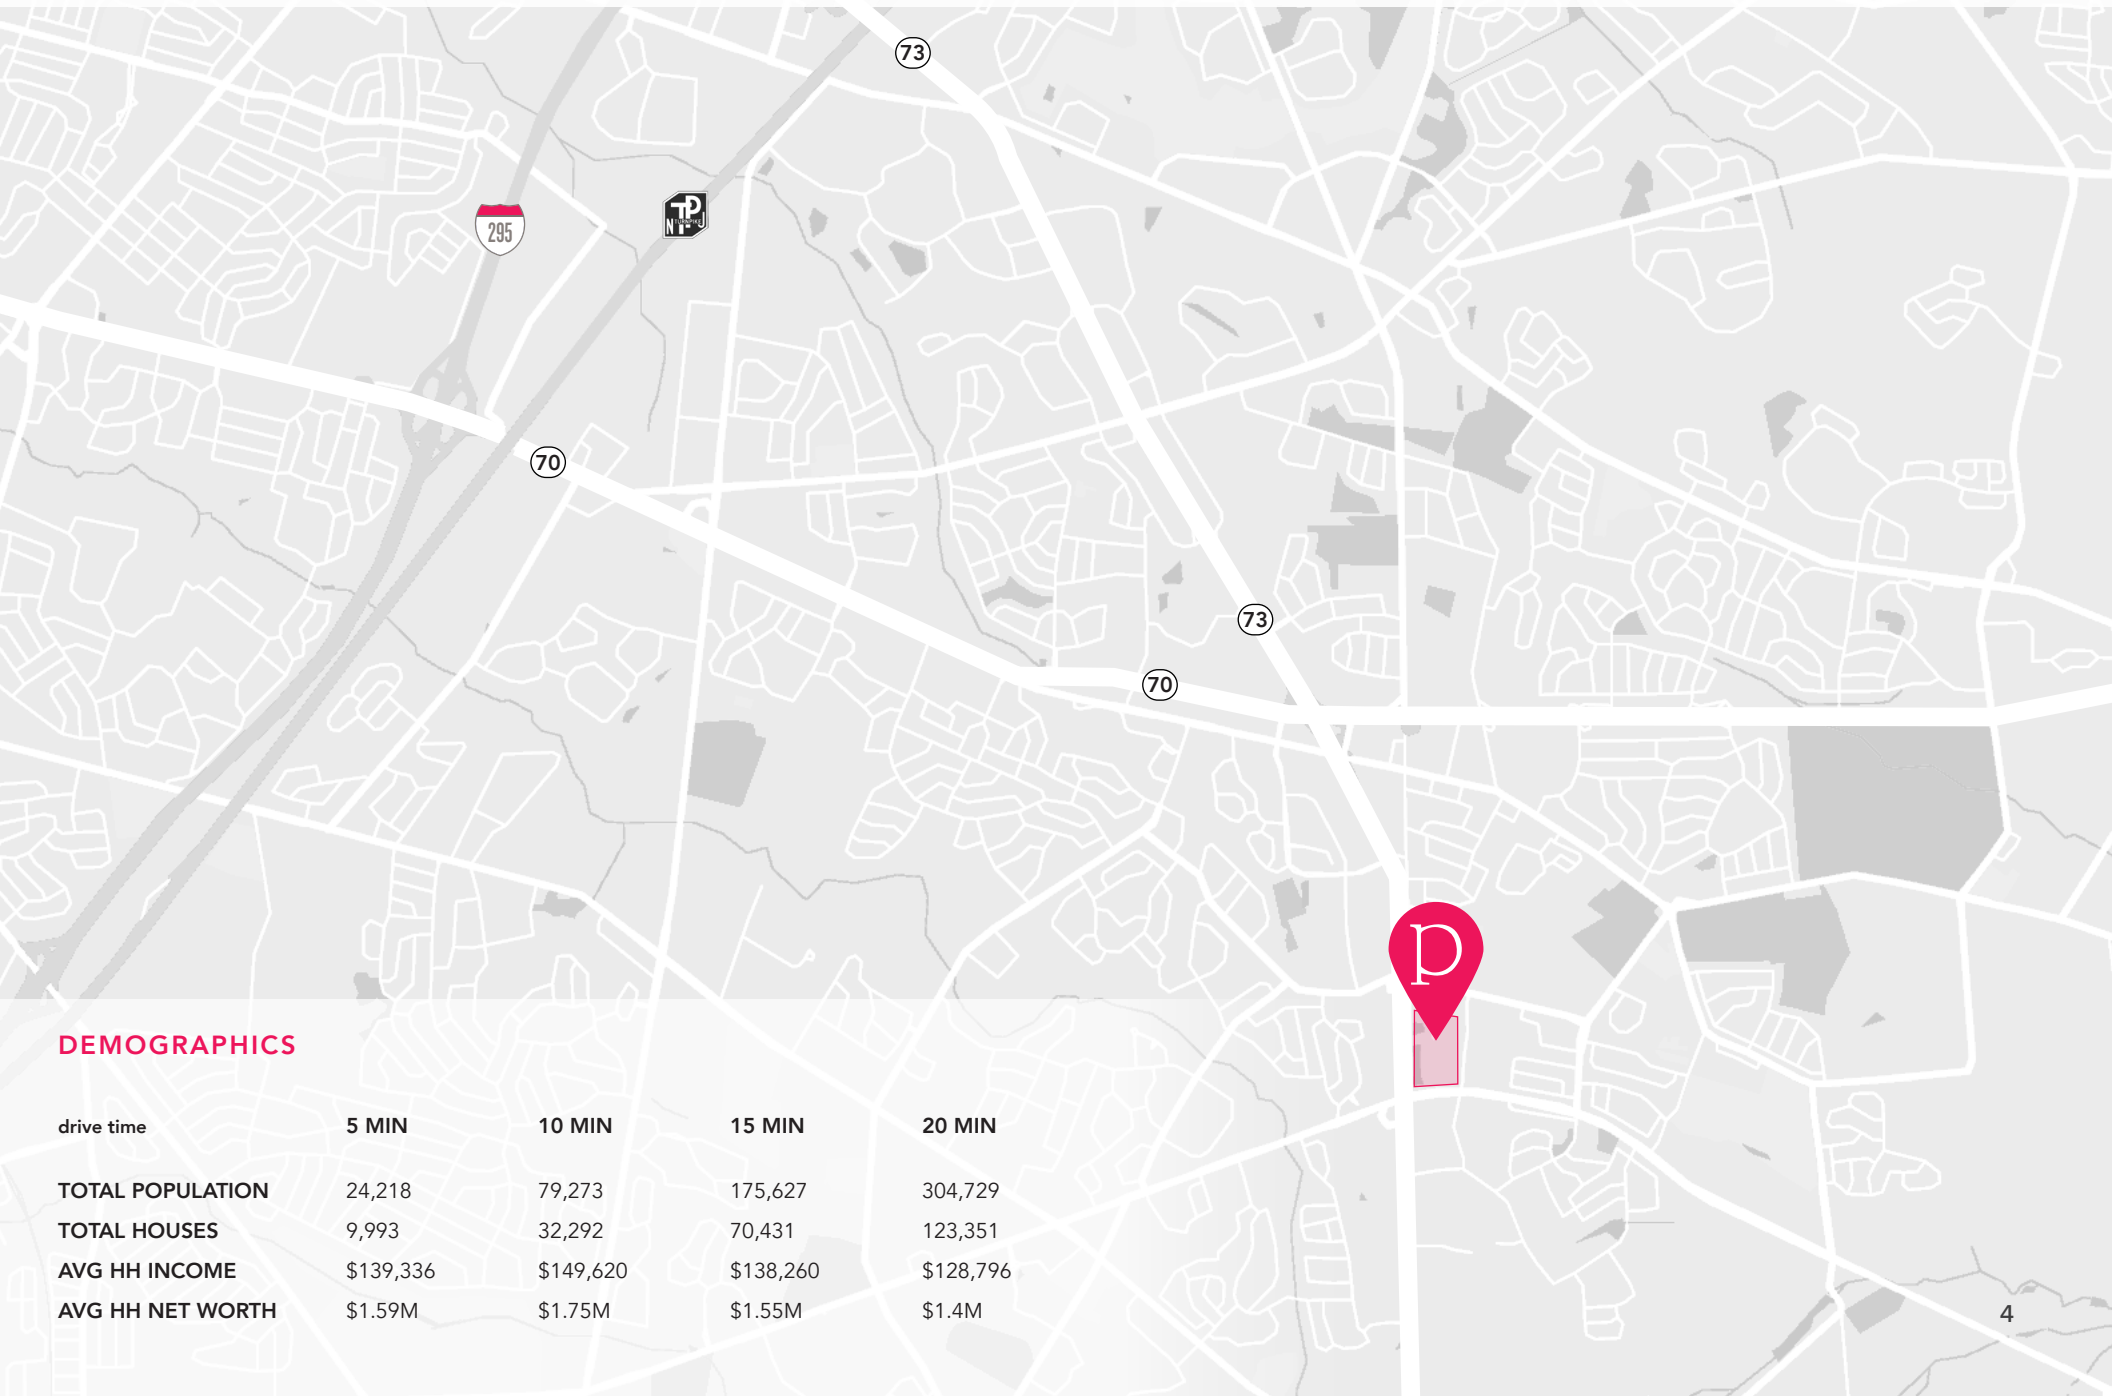 73
295
NJ TP TURNPIKE
70
73
70
p
DEMOGRAPHICS
drive time 5 MIN 10 MIN 15 MIN 20 MIN
TOTAL POPULATION 24,218 79,273 175,627 304,729
TOTAL HOUSES 9,993 32,292 70,431 123,351
AVG HH INCOME $139,336 $149,620 $138,260 $128,796
AVG HH NET WORTH $1.59M $1.75M $1.55M $1.4M
4